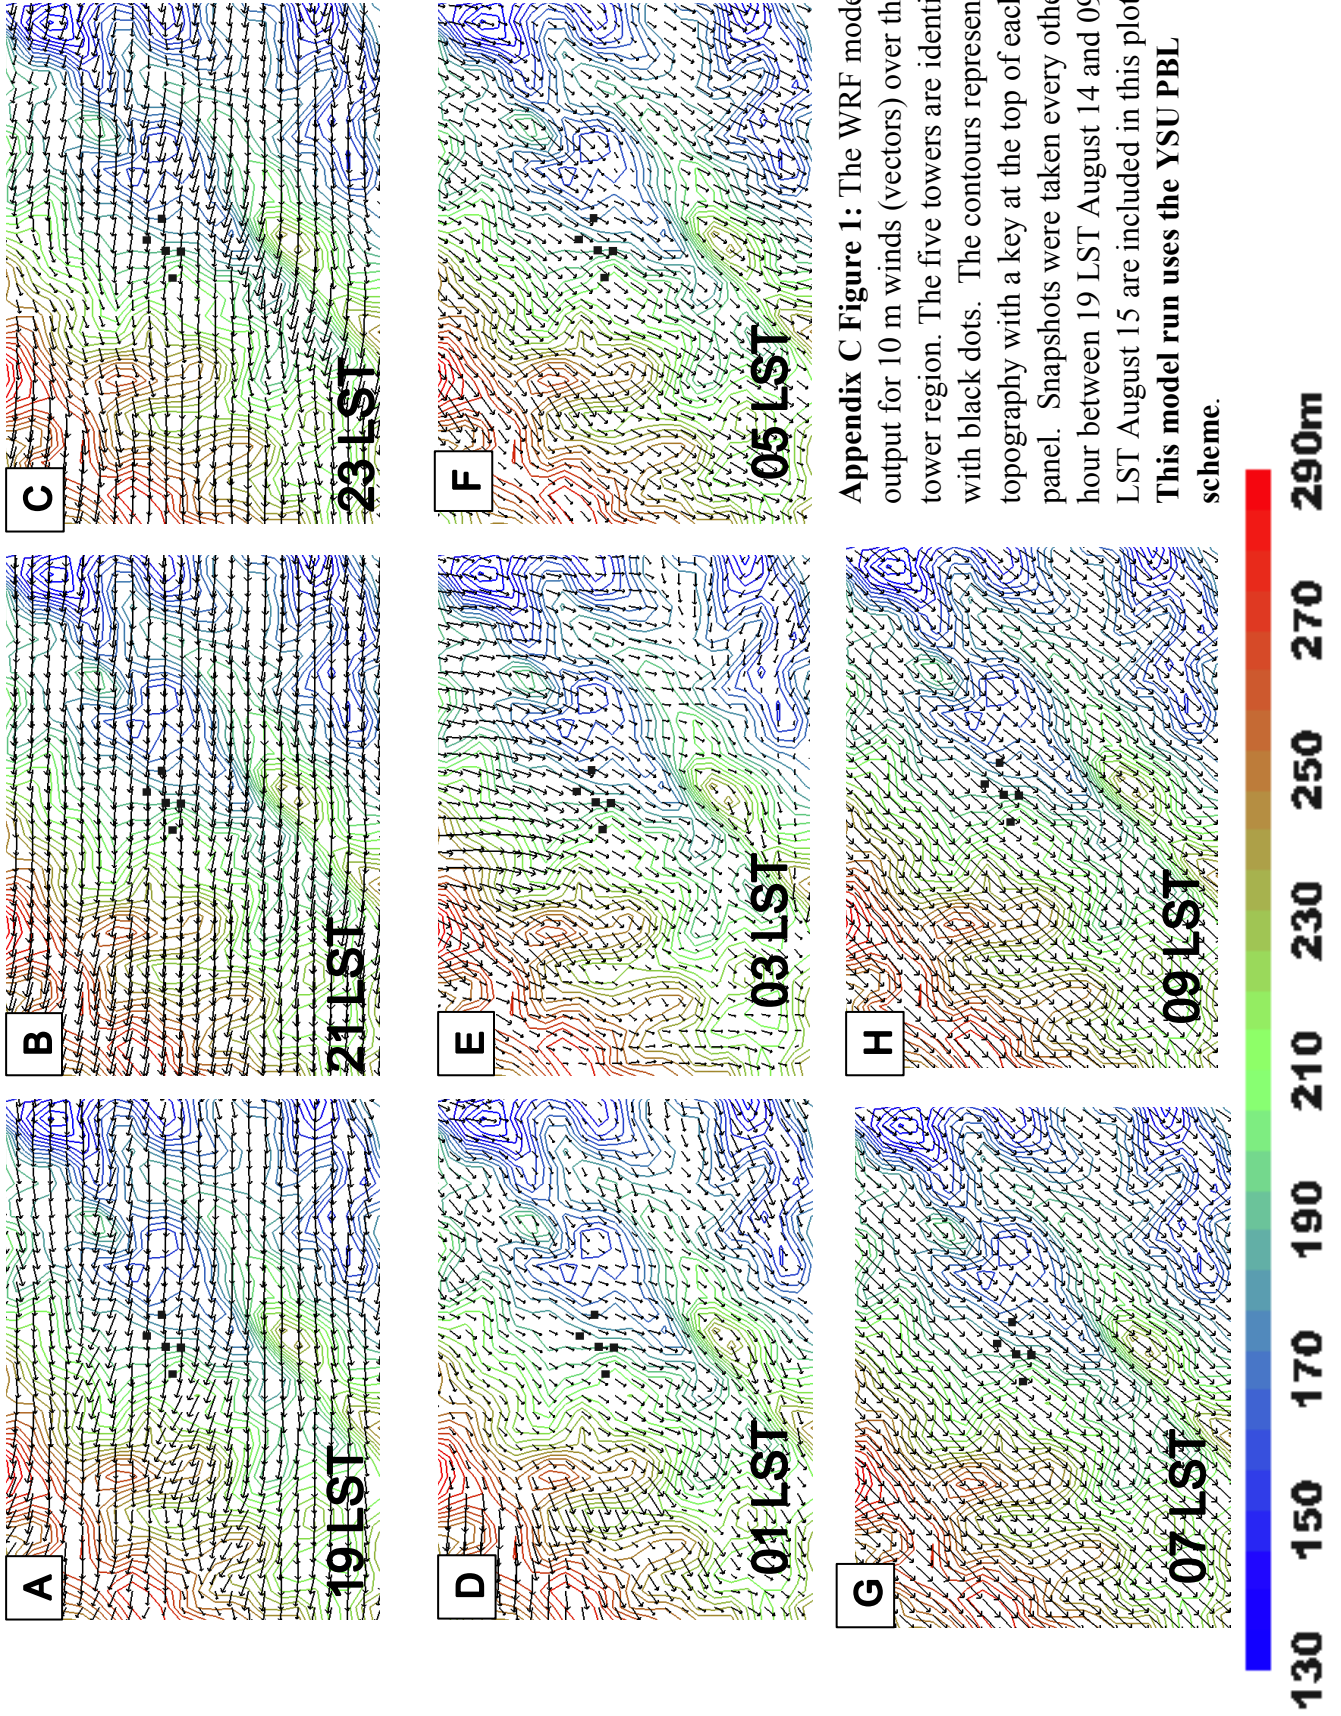 A
19 LST
B
21 LST
C
23 LST
D
01 LST
E
03 LST
F
05 LST
G
07 LST
H
09 LST
Appendix C Figure 1: The WRF mode
output for 10 m winds (vectors) over th
tower region. The five towers are identi
with black dots.  The contours represen
topography with a key at the top of each
panel.  Snapshots were taken every othe
hour between 19 LST August 14 and 09
LST August 15 are included in this plot
This model run uses the YSU PBL
scheme.
130 150 170 190 210 230 250 270 290m